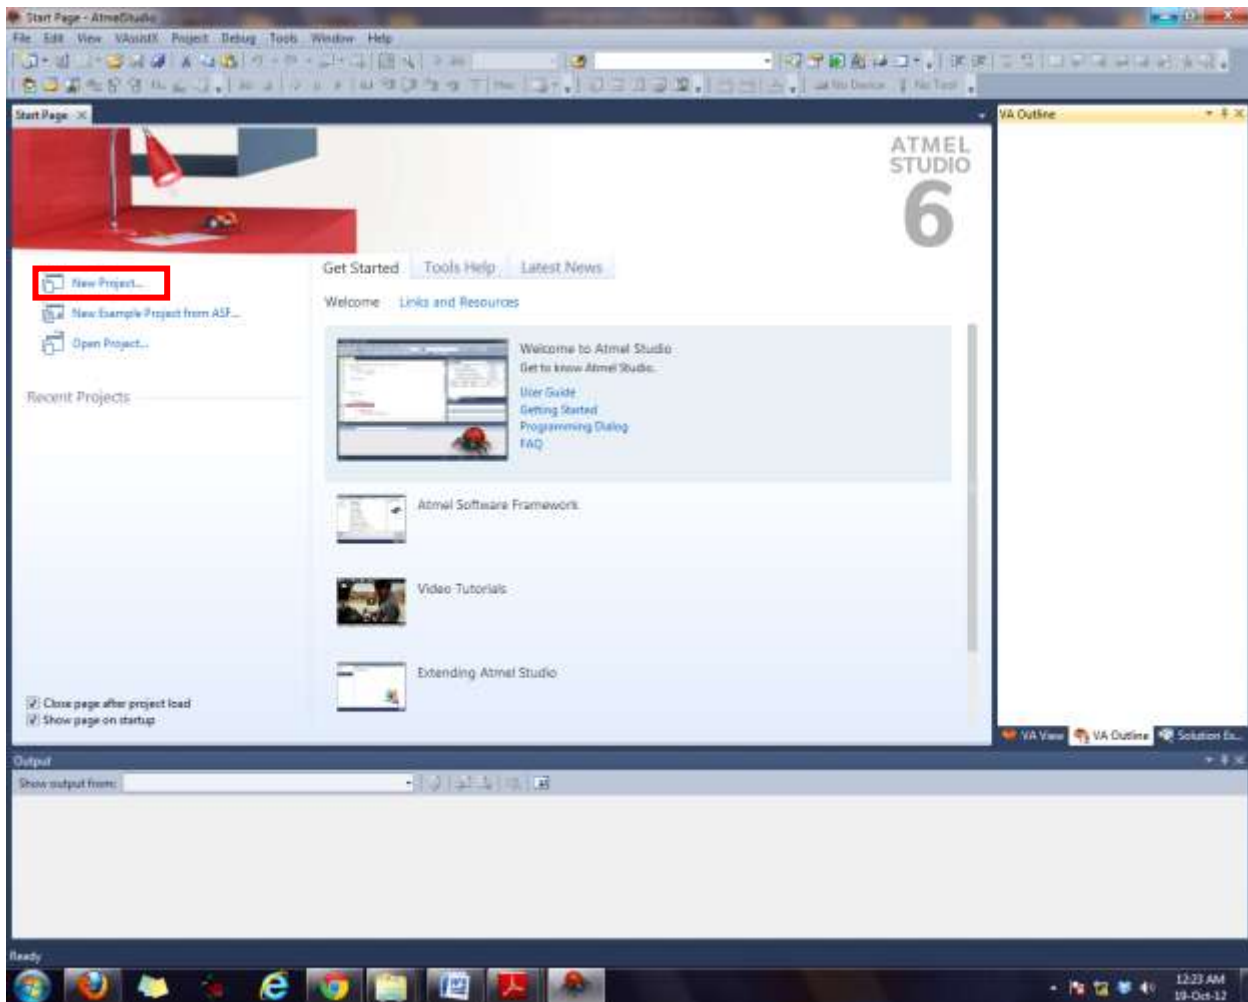 Start Page - AtmelStudio
File Edit View VAssistX Project Debug Tools Window Help
No Device No Tool
Start Page
VA Outline
ATMEL
STUDIO
6
New Project...
New Example Project from ASF...
Open Project...
Recent Projects
Get Started Tools Help Latest News
Welcome Links and Resources
Welcome to Atmel Studio
Get to know Atmel Studio.
User Guide
Getting Started
Programming Dialog
FAQ
Atmel Software Framework
Video Tutorials
Extending Atmel Studio
Close page after project load
Show page on startup
VA View VA Outline Solution Ex...
Output
Show output from:
Ready
12:23 AM
19-Oct-12